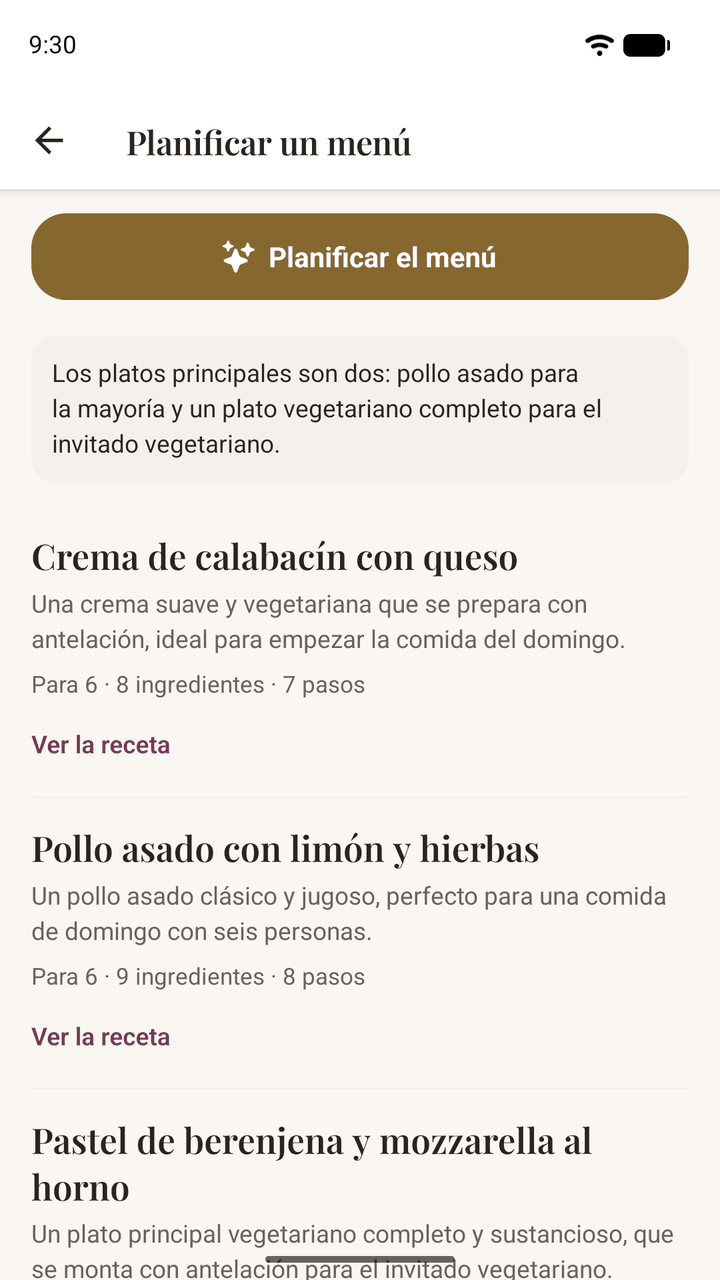 9:30
Planificar un menú
Planificar el menú
Los platos principales son dos: pollo asado para
la mayoría y un plato vegetariano completo para el
invitado vegetariano.
Crema de calabacín con queso
Una crema suave y vegetariana que se prepara con
antelación, ideal para empezar la comida del domingo.
Para 6 · 8 ingredientes · 7 pasos
Ver la receta
Pollo asado con limón y hierbas
Un pollo asado clásico y jugoso, perfecto para una comida
de domingo con seis personas.
Para 6 · 9 ingredientes · 8 pasos
Ver la receta
Pastel de berenjena y mozzarella al
horno
Un plato principal vegetariano completo y sustancioso, que
se monta con antelación para el invitado vegetariano.